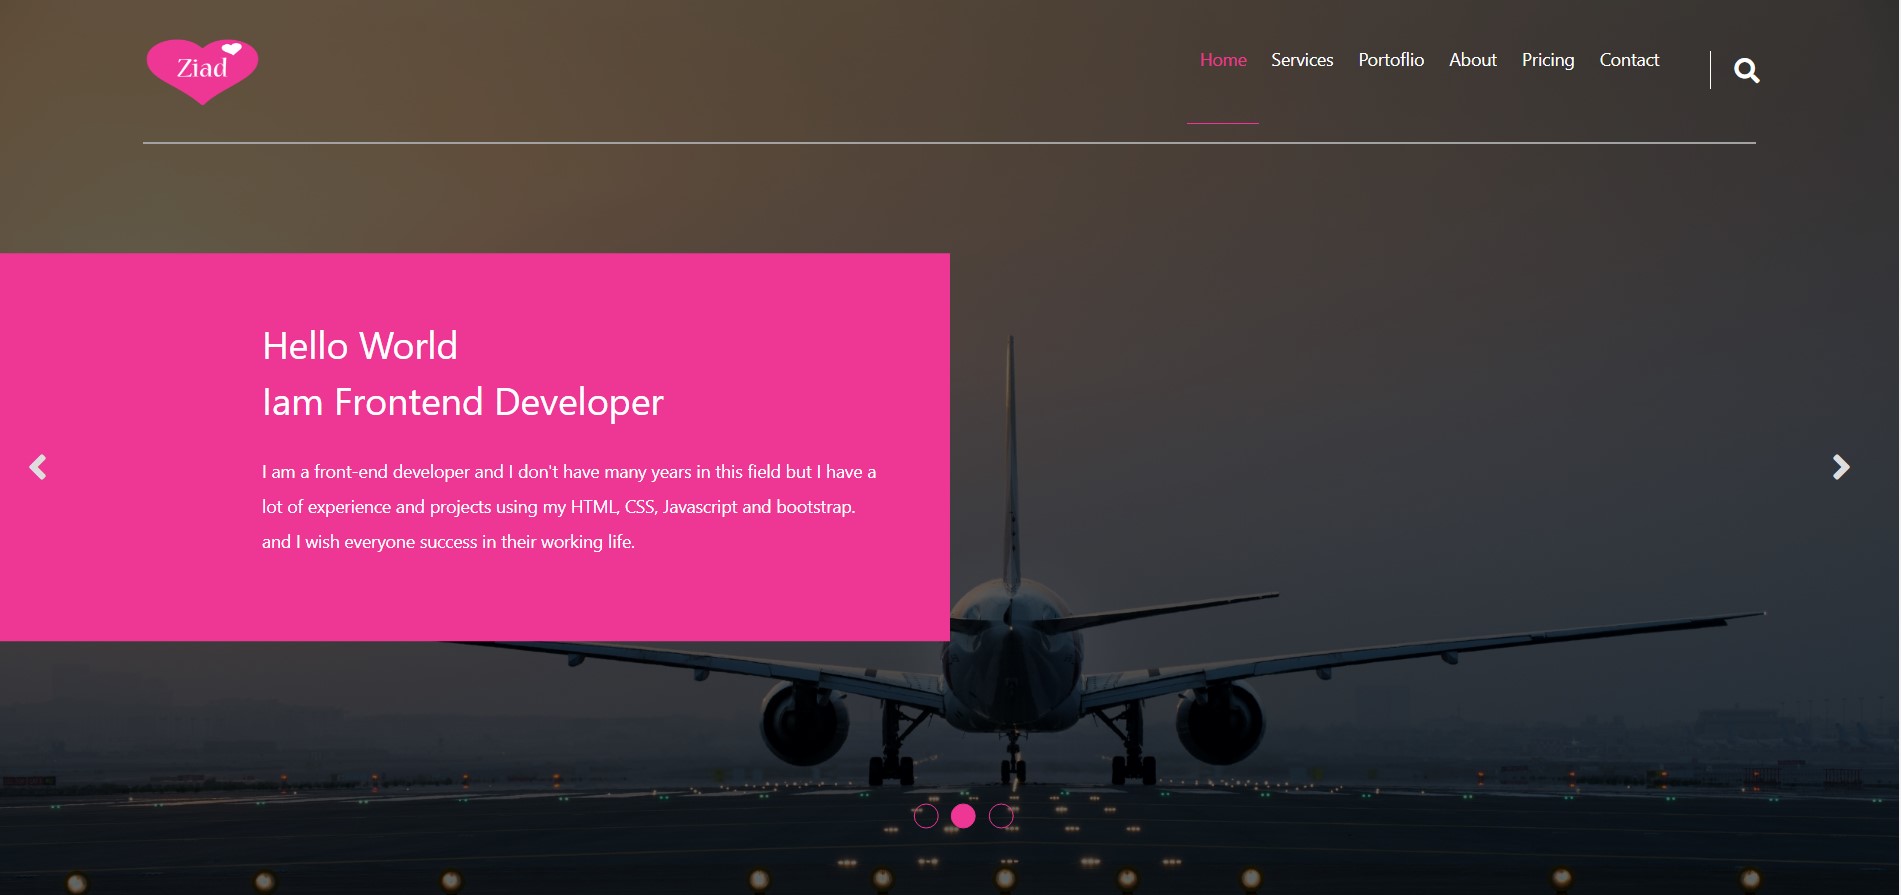 Ziad
Home Services Portoflio About Pricing Contact
Hello World
Iam Frontend Developer
I am a front-end developer and I don't have many years in this field but I have a
lot of experience and projects using my HTML, CSS, Javascript and bootstrap.
and I wish everyone success in their working life.